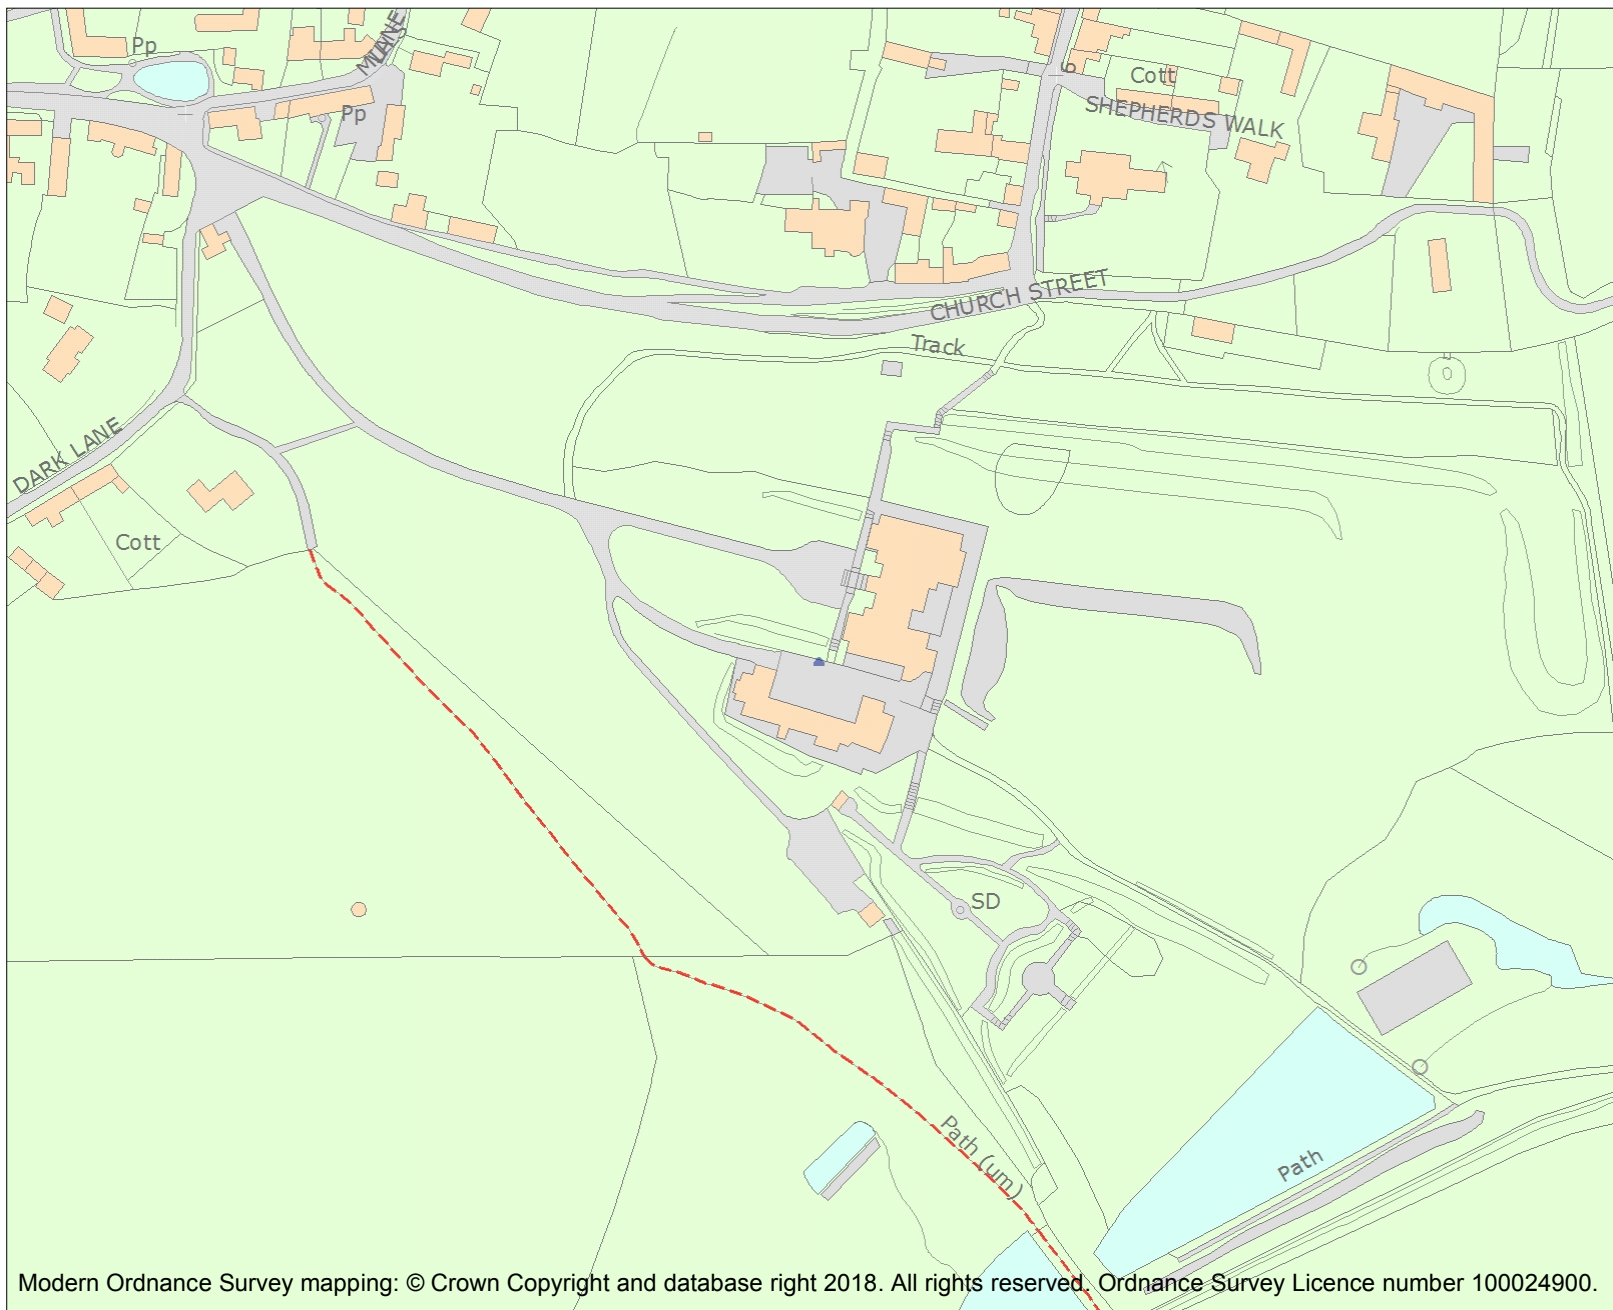 Pp
LANE
Pp
6
Cott
SHEPHERDS WALK
CHURCH STREET
Track
DARK LANE
Cott
SD
Path (um)
Path
Modern Ordnance Survey mapping: © Crown Copyright and database right 2018. All rights reserved. Ordnance Survey Licence number 100024900.